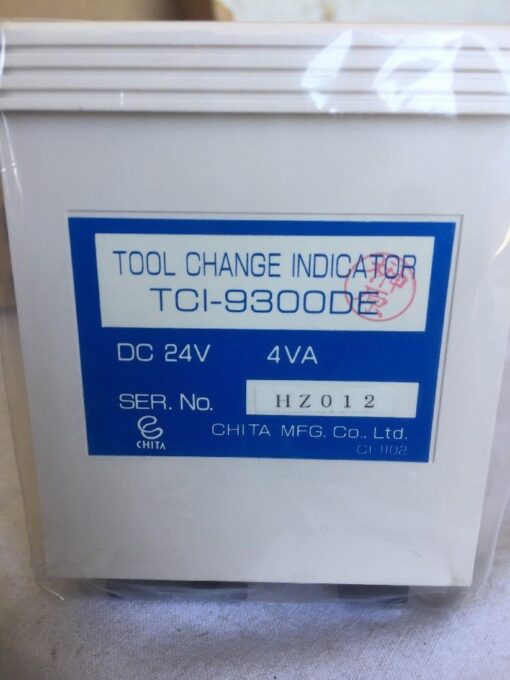 TOOL CHANGE INDICATOR
TCI-9300DE
DC 24V 4VA
SER. No. HZ012
CHITA
CHITA MFG. Co., Ltd.
CI 1102